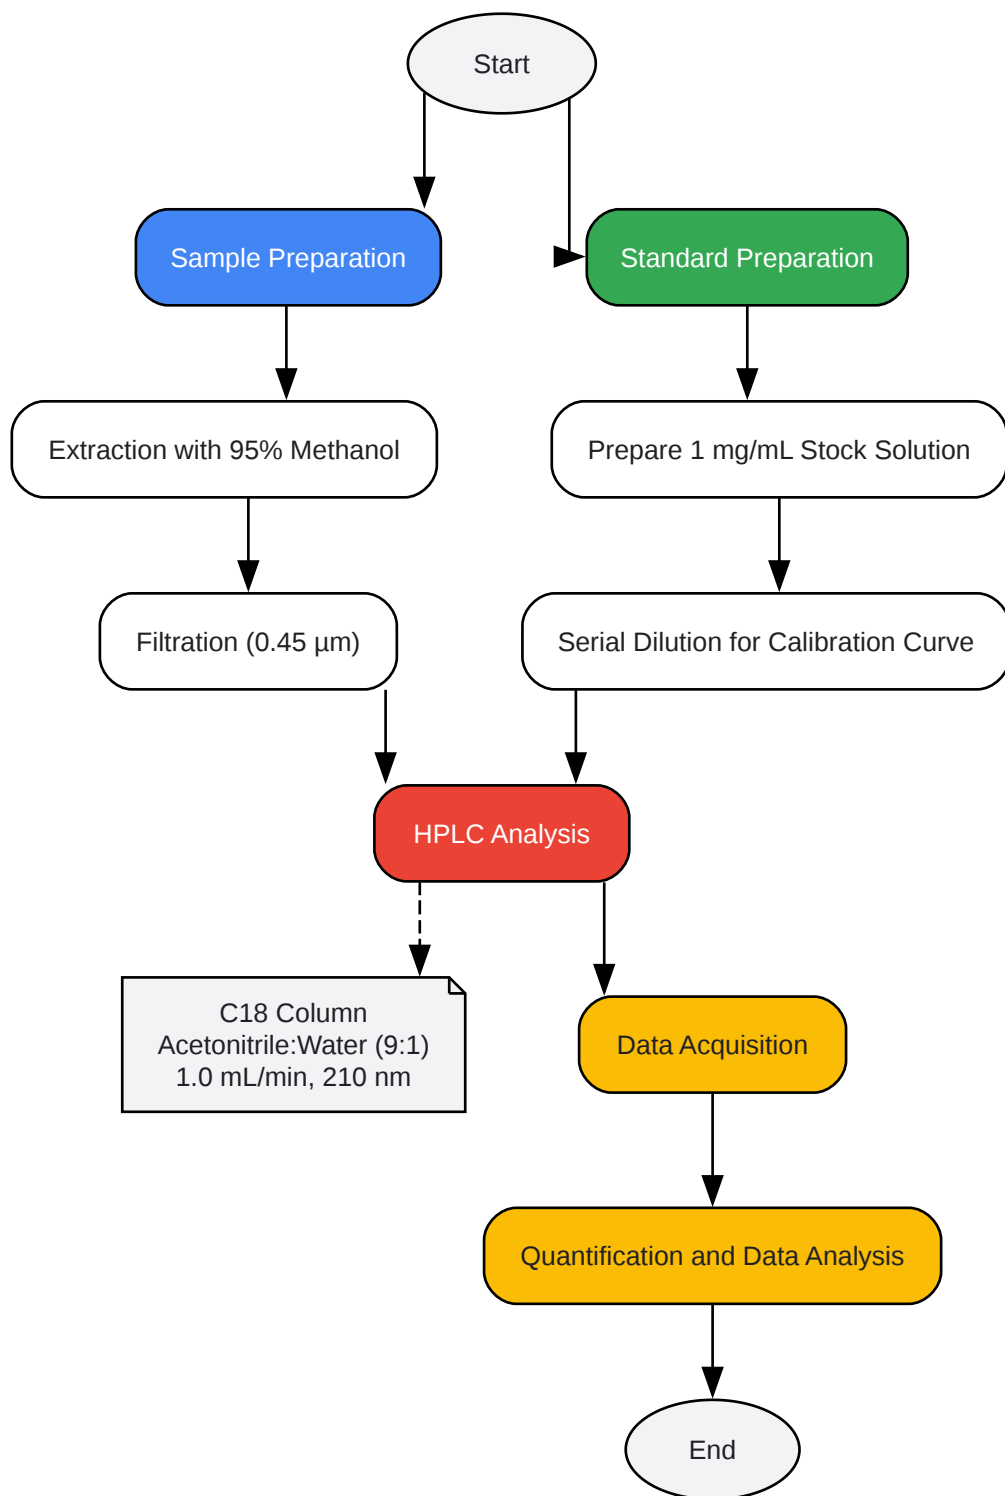 Start
Sample Preparation
Standard Preparation
Extraction with 95% Methanol
Prepare 1 mg/mL Stock Solution
Filtration (0.45 µm)
Serial Dilution for Calibration Curve
HPLC Analysis
C18 Column
Acetonitrile:Water (9:1)
1.0 mL/min, 210 nm
Data Acquisition
Quantification and Data Analysis
End